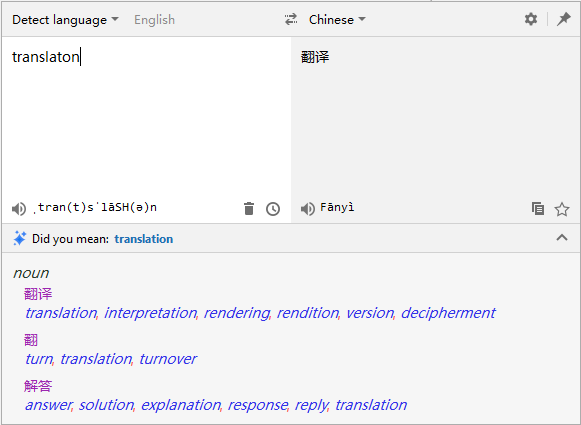 Detect language English Chinese
translaton 翻译
ˌtran(t)sˈlāSH(ə)n Fānyì
Did you mean: translation
noun
翻译
translation, interpretation, rendering, rendition, version, decipherment
翻
turn, translation, turnover
解答
answer, solution, explanation, response, reply, translation